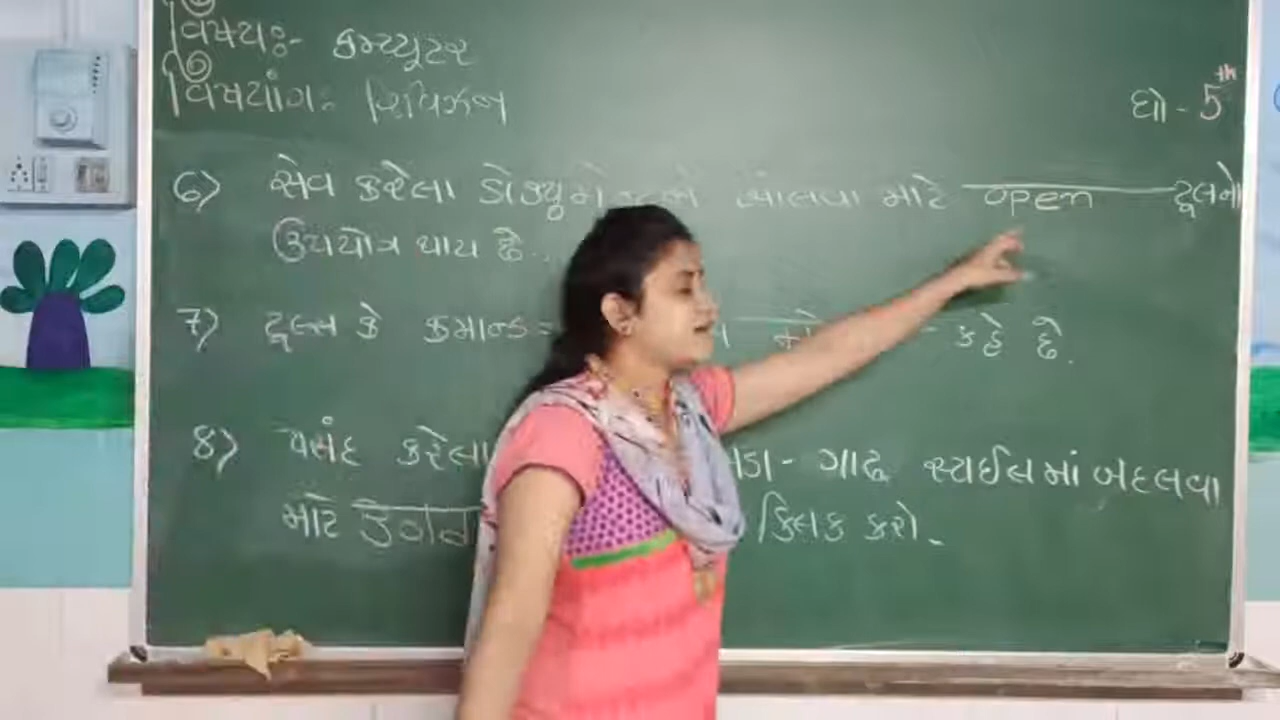 વિષય:- કમ્પ્યૂટર
વિષયાંગ: રિવિઝન
ધો - 5th
6) સેવ કરેલા ડોક્યુમેન્ટને ખોલવા માટે open ટૂલનો
ઉપયોગ થાય છે..
7) ટૂલ્સ કે કમાન્ડ કહે છે.
8) પસંદ કરેલા ગાઢ સ્ટાઈલમાં બદલવા
માટે ક્લિક કરો.